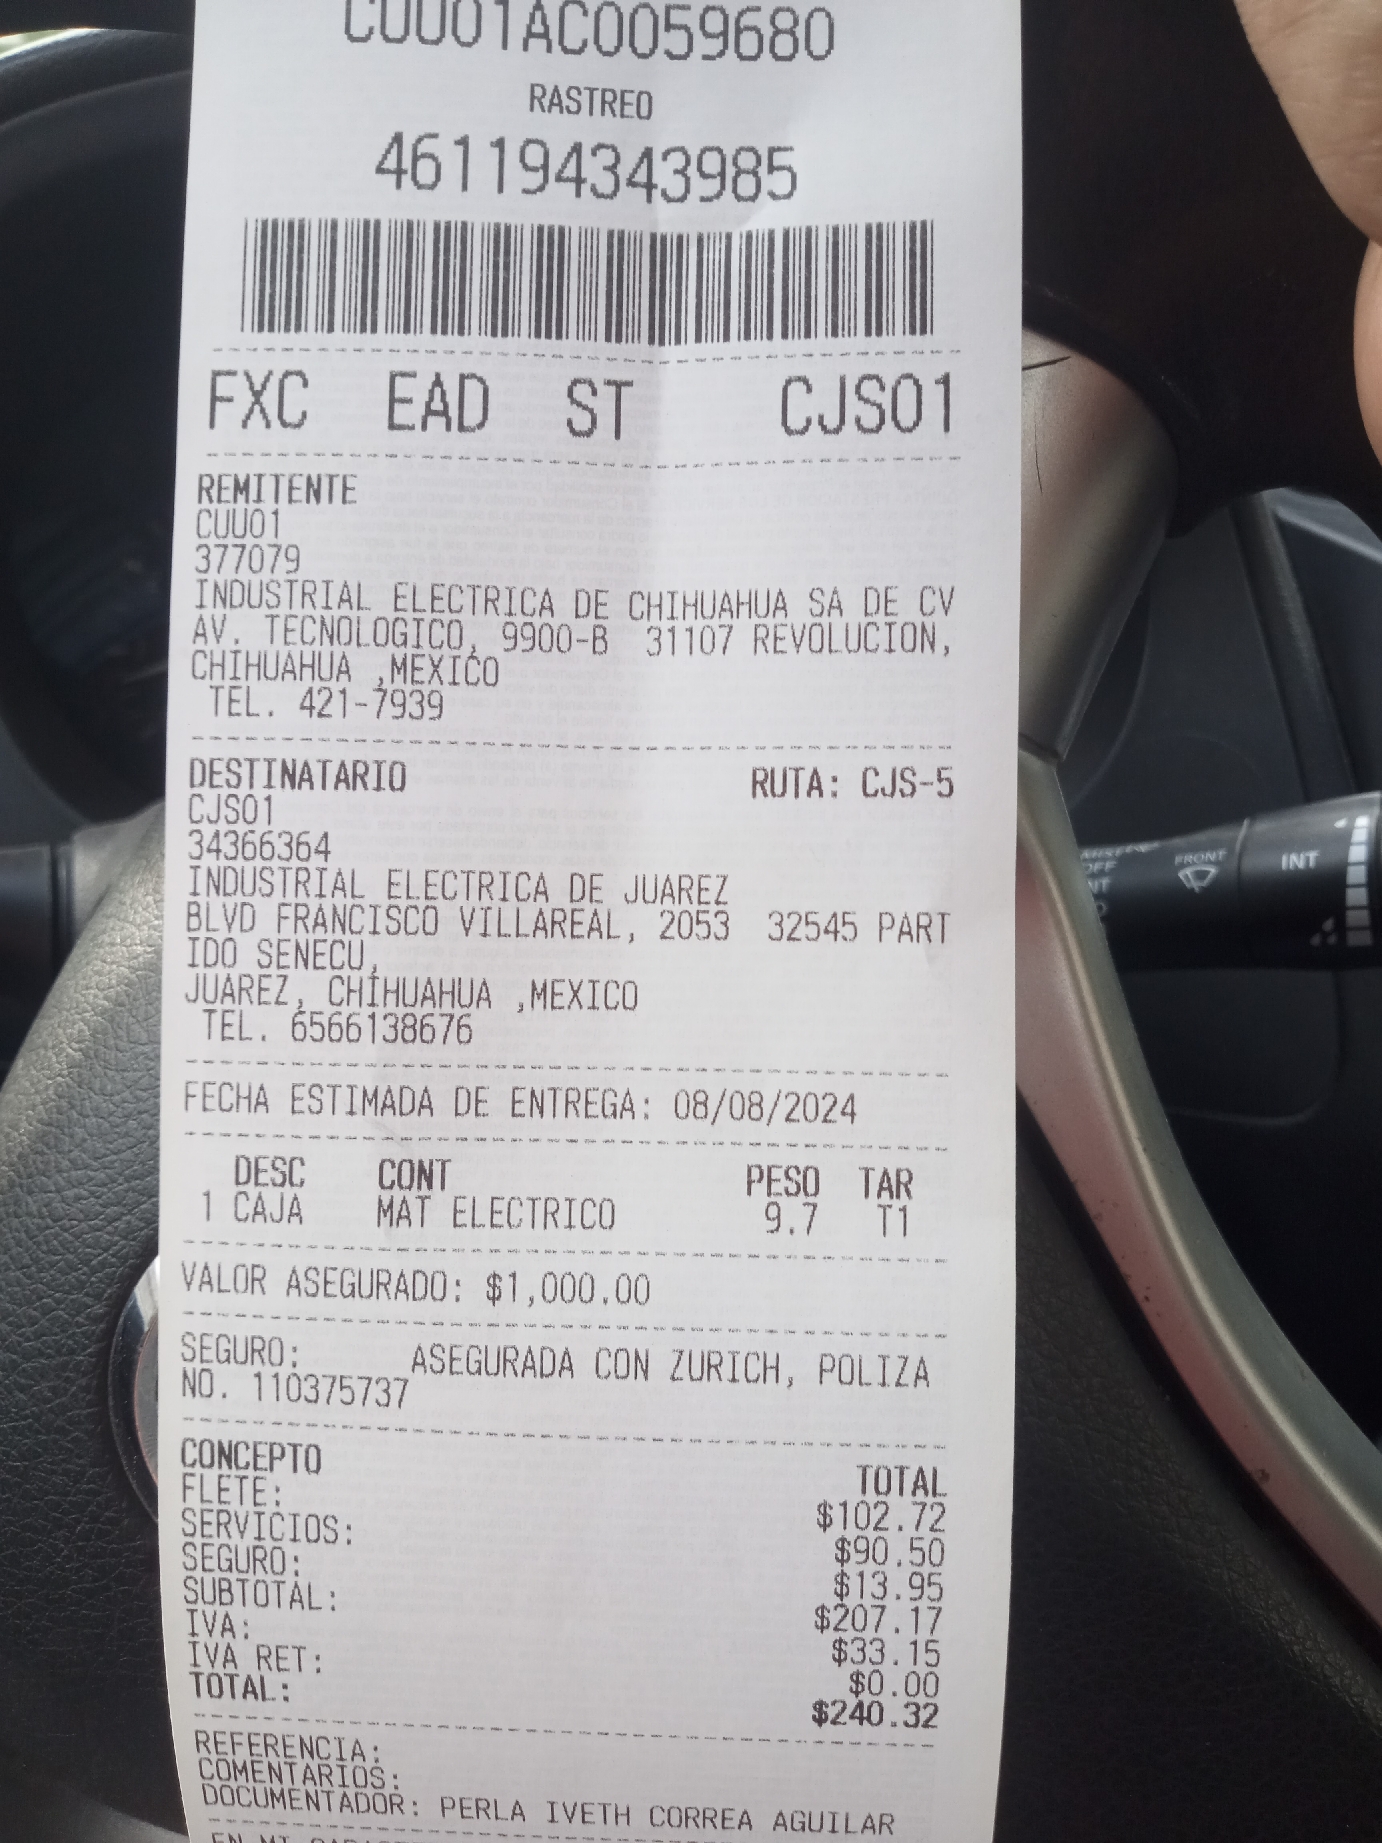 CUU01AC0059680
RASTREO
461194343985
FXC EAD ST CJS01
REMITENTE
CUU01
377079
INDUSTRIAL ELECTRICA DE CHIHUAHUA SA DE CV
AV. TECNOLOGICO, 9900-B 31107 REVOLUCION,
CHIHUAHUA ,MEXICO
TEL. 421-7939
DESTINATARIO RUTA: CJS-5
CJS01
34366364
INDUSTRIAL ELECTRICA DE JUAREZ
BLVD FRANCISCO VILLAREAL, 2053 32545 PART
IDO SENECU,
JUAREZ, CHIHUAHUA ,MEXICO
TEL. 6566138676
FECHA ESTIMADA DE ENTREGA: 08/08/2024
DESC CONT PESO TAR
1 CAJA MAT ELECTRICO 9.7 T1
VALOR ASEGURADO: $1,000.00
SEGURO: ASEGURADA CON ZURICH, POLIZA
NO. 110375737
CONCEPTO TOTAL
FLETE: $102.72
SERVICIOS: $90.50
SEGURO: $13.95
SUBTOTAL: $207.17
IVA: $33.15
IVA RET: $0.00
TOTAL: $240.32
REFERENCIA:
COMENTARIOS:
DOCUMENTADOR: PERLA IVETH CORREA AGUILAR
EN MI
FRONT
INT